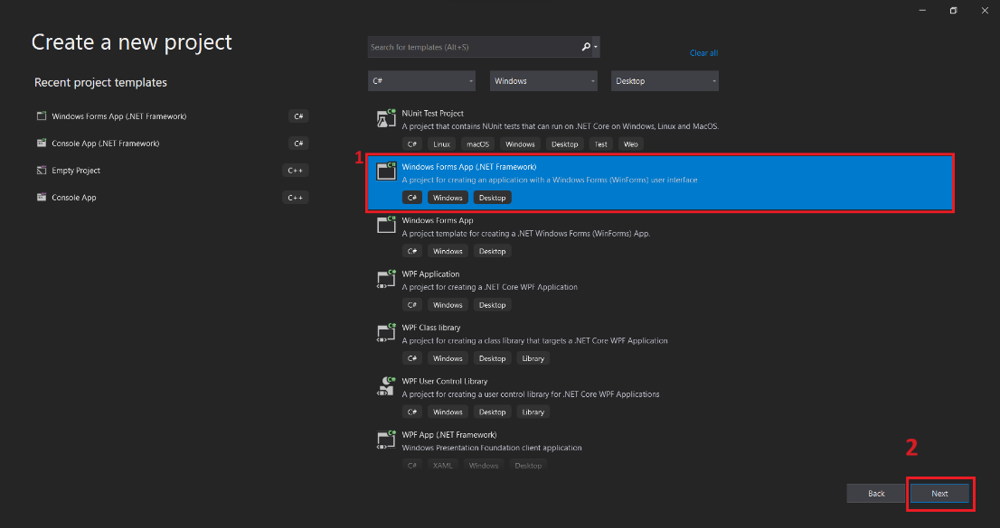 Create a new project
Recent project templates
Windows Forms App (.NET Framework) C#
Console App (.NET Framework) C#
Empty Project C++
Console App C++
Search for templates (Alt+S)
Clear all
C# Windows Desktop
C#
NUnit Test Project
A project that contains NUnit tests that can run on .NET Core on Windows, Linux and MacOS.
C# Linux macOS Windows Desktop Test Web
1
C#
Windows Forms App (.NET Framework)
A project for creating an application with a Windows Forms (WinForms) user interface
C# Windows Desktop
C#
Windows Forms App
A project template for creating a .NET Windows Forms (WinForms) App.
C# Windows Desktop
C#
WPF Application
A project for creating a .NET Core WPF Application
C# Windows Desktop
C#
WPF Class library
A project for creating a class library that targets a .NET Core WPF Application
C# Windows Desktop Library
C#
WPF User Control Library
A project for creating a user control library for .NET Core WPF Applications
C# Windows Desktop Library
C#
WPF App (.NET Framework)
Windows Presentation Foundation client application
C# XAML Windows Desktop
2
Back Next